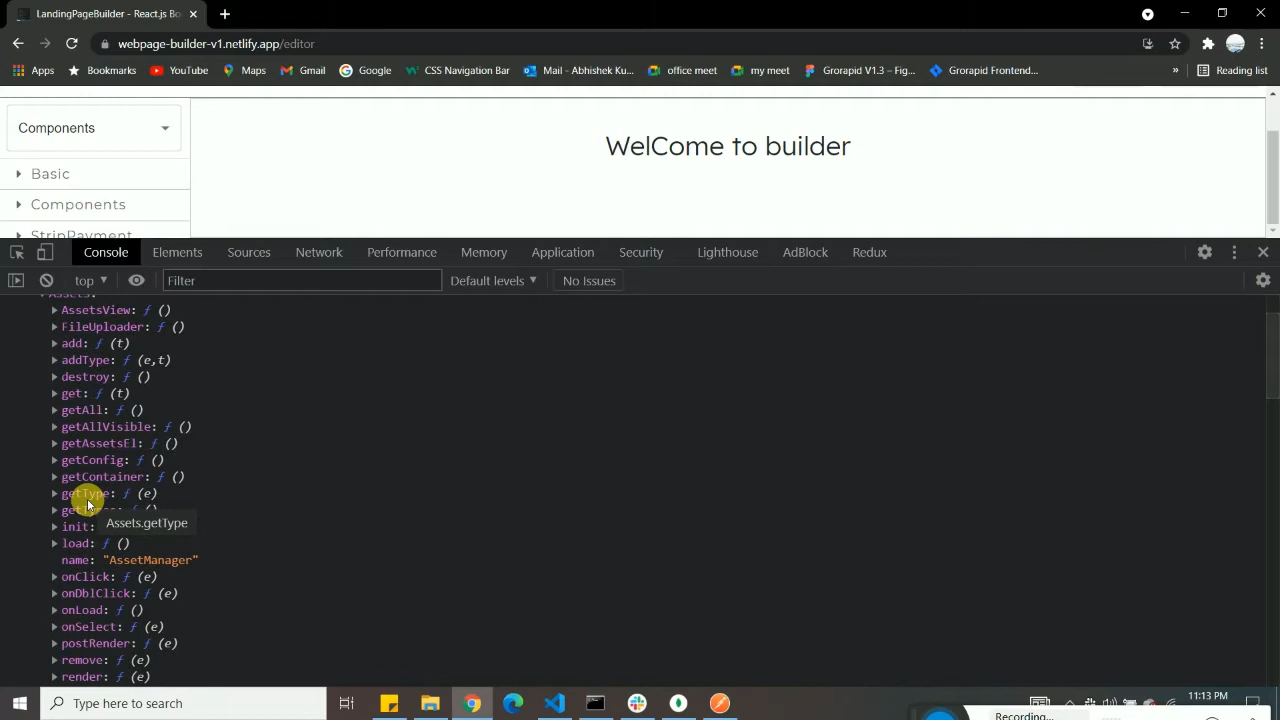 LandingPageBuilder - React.js Bo
webpage-builder-v1.netlify.app/editor
Apps Bookmarks YouTube Maps Gmail Google CSS Navigation Bar Mail - Abhishek Ku... office meet my meet Grorapid V1.3 – Fig... Grorapid Frontend... » Reading list
Components
WelCome to builder
Basic
Components
StripPayment
Console Elements Sources Network Performance Memory Application Security Lighthouse AdBlock Redux
top Filter Default levels No Issues
Assets:
AssetsView: ƒ ()
FileUploader: ƒ ()
add: ƒ (t)
addType: ƒ (e,t)
destroy: ƒ ()
get: ƒ (t)
getAll: ƒ ()
getAllVisible: ƒ ()
getAssetsEl: ƒ ()
getConfig: ƒ ()
getContainer: ƒ ()
getType: ƒ (e)
getTypes: ƒ ()
Assets.getType
init:
load: ƒ ()
name: "AssetManager"
onClick: ƒ (e)
onDblClick: ƒ (e)
onLoad: ƒ ()
onSelect: ƒ (e)
postRender: ƒ (e)
remove: ƒ (e)
render: ƒ (e)
Type here to search
11:13 PM
Recording...